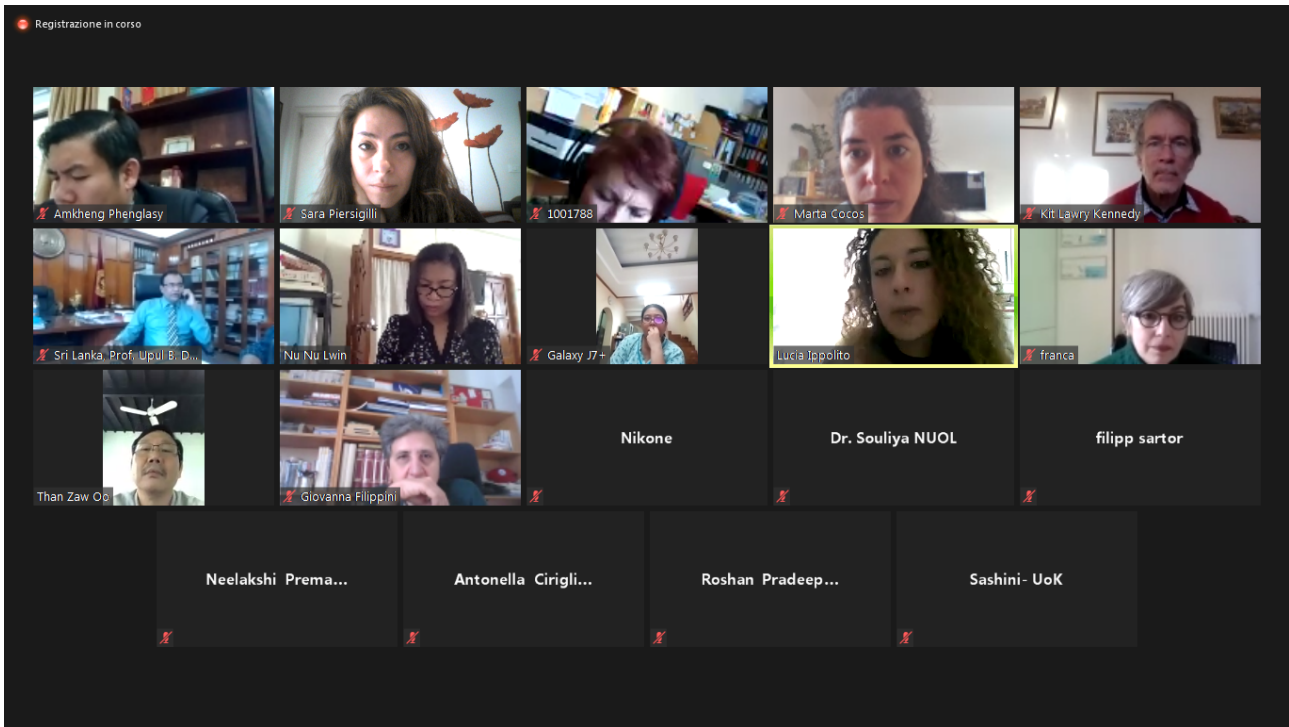 Registrazione in corso
Amkheng Phenglasy
Sara Piersigilli
1001788
Marta Cocos
Kit Lawry Kennedy
Sri Lanka, Prof. Upul B. D...
Nu Nu Lwin
Galaxy J7+
Lucia Ippolito
franca
Than Zaw Oo
Giovanna Filippini
Nikone
Dr. Souliya NUOL
filipp sartor
Neelakshi Prema...
Antonella Cirigli...
Roshan Pradeep...
Sashini- UoK